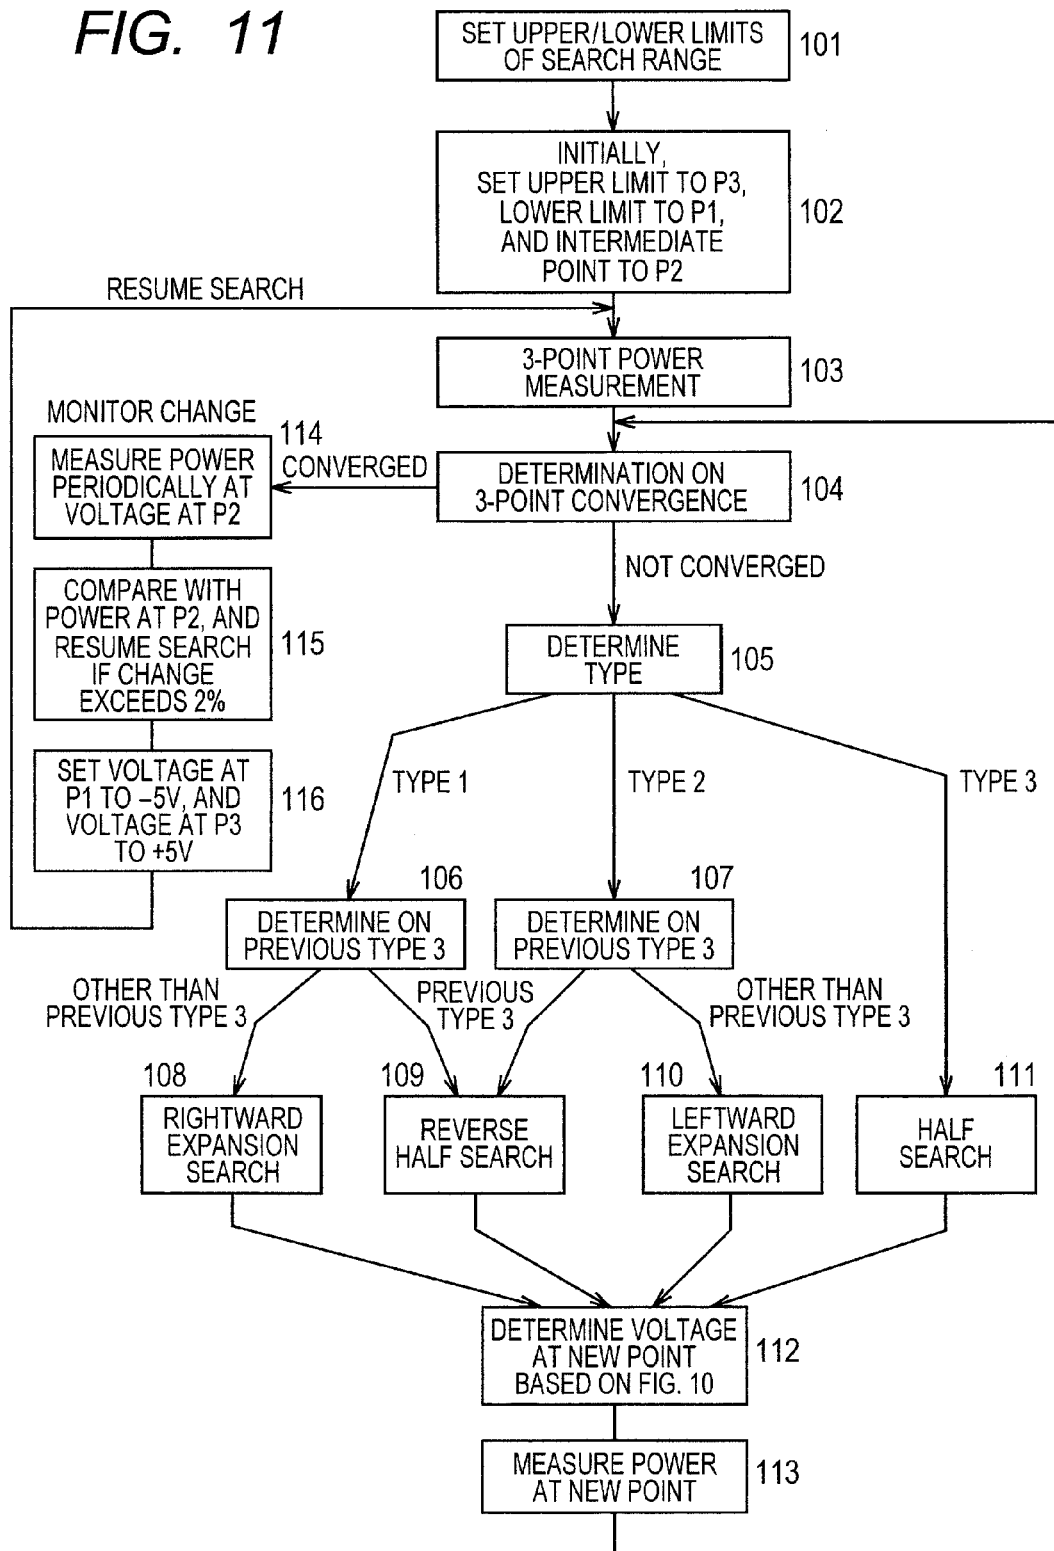 FIG. 11
SET UPPER/LOWER LIMITS
OF SEARCH RANGE
101
INITIALLY,
SET UPPER LIMIT TO P3,
LOWER LIMIT TO P1,
AND INTERMEDIATE
POINT TO P2
102
RESUME SEARCH
3-POINT POWER
MEASUREMENT
103
MONITOR CHANGE
114
MEASURE POWER
PERIODICALLY AT
VOLTAGE AT P2
CONVERGED
DETERMINATION ON
3-POINT CONVERGENCE
104
NOT CONVERGED
COMPARE WITH
POWER AT P2, AND
RESUME SEARCH
IF CHANGE
EXCEEDS 2%
115
DETERMINE
TYPE
105
SET VOLTAGE AT
P1 TO –5V, AND
VOLTAGE AT P3
TO +5V
116
TYPE 1
TYPE 2
TYPE 3
106
DETERMINE ON
PREVIOUS TYPE 3
107
DETERMINE ON
PREVIOUS TYPE 3
OTHER THAN
PREVIOUS TYPE 3
PREVIOUS
TYPE 3
OTHER THAN
PREVIOUS TYPE 3
108
RIGHTWARD
EXPANSION
SEARCH
109
REVERSE
HALF SEARCH
110
LEFTWARD
EXPANSION
SEARCH
111
HALF
SEARCH
DETERMINE VOLTAGE
AT NEW POINT
BASED ON FIG. 10
112
MEASURE POWER
AT NEW POINT
113